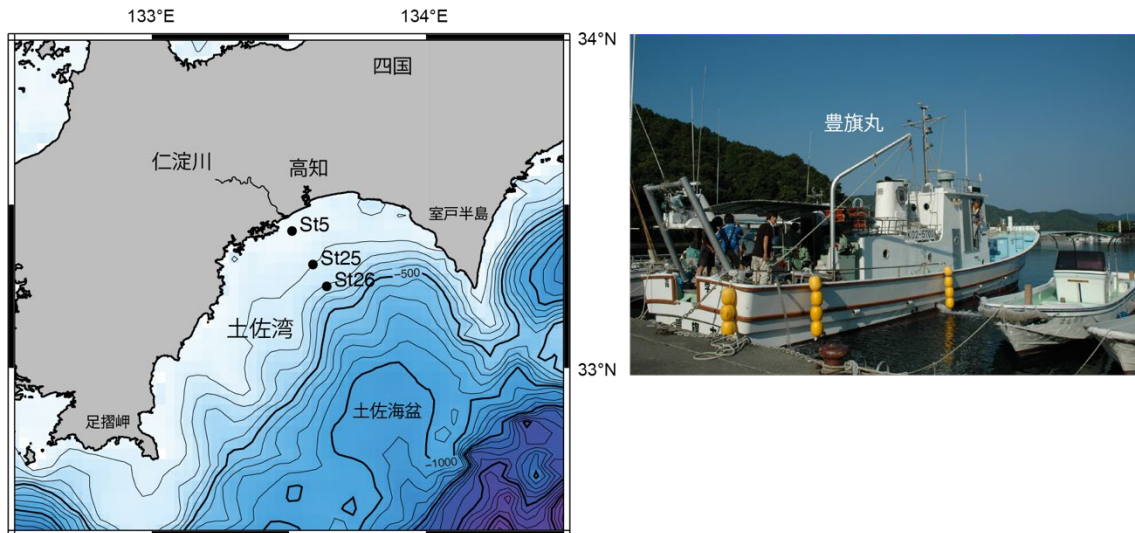 133°E
134°E
34°N
四国
仁淀川
高知
室戸半島
St5
St25
St26
-500
土佐湾
33°N
足摺岬
土佐海盆
-1000
豊旗丸